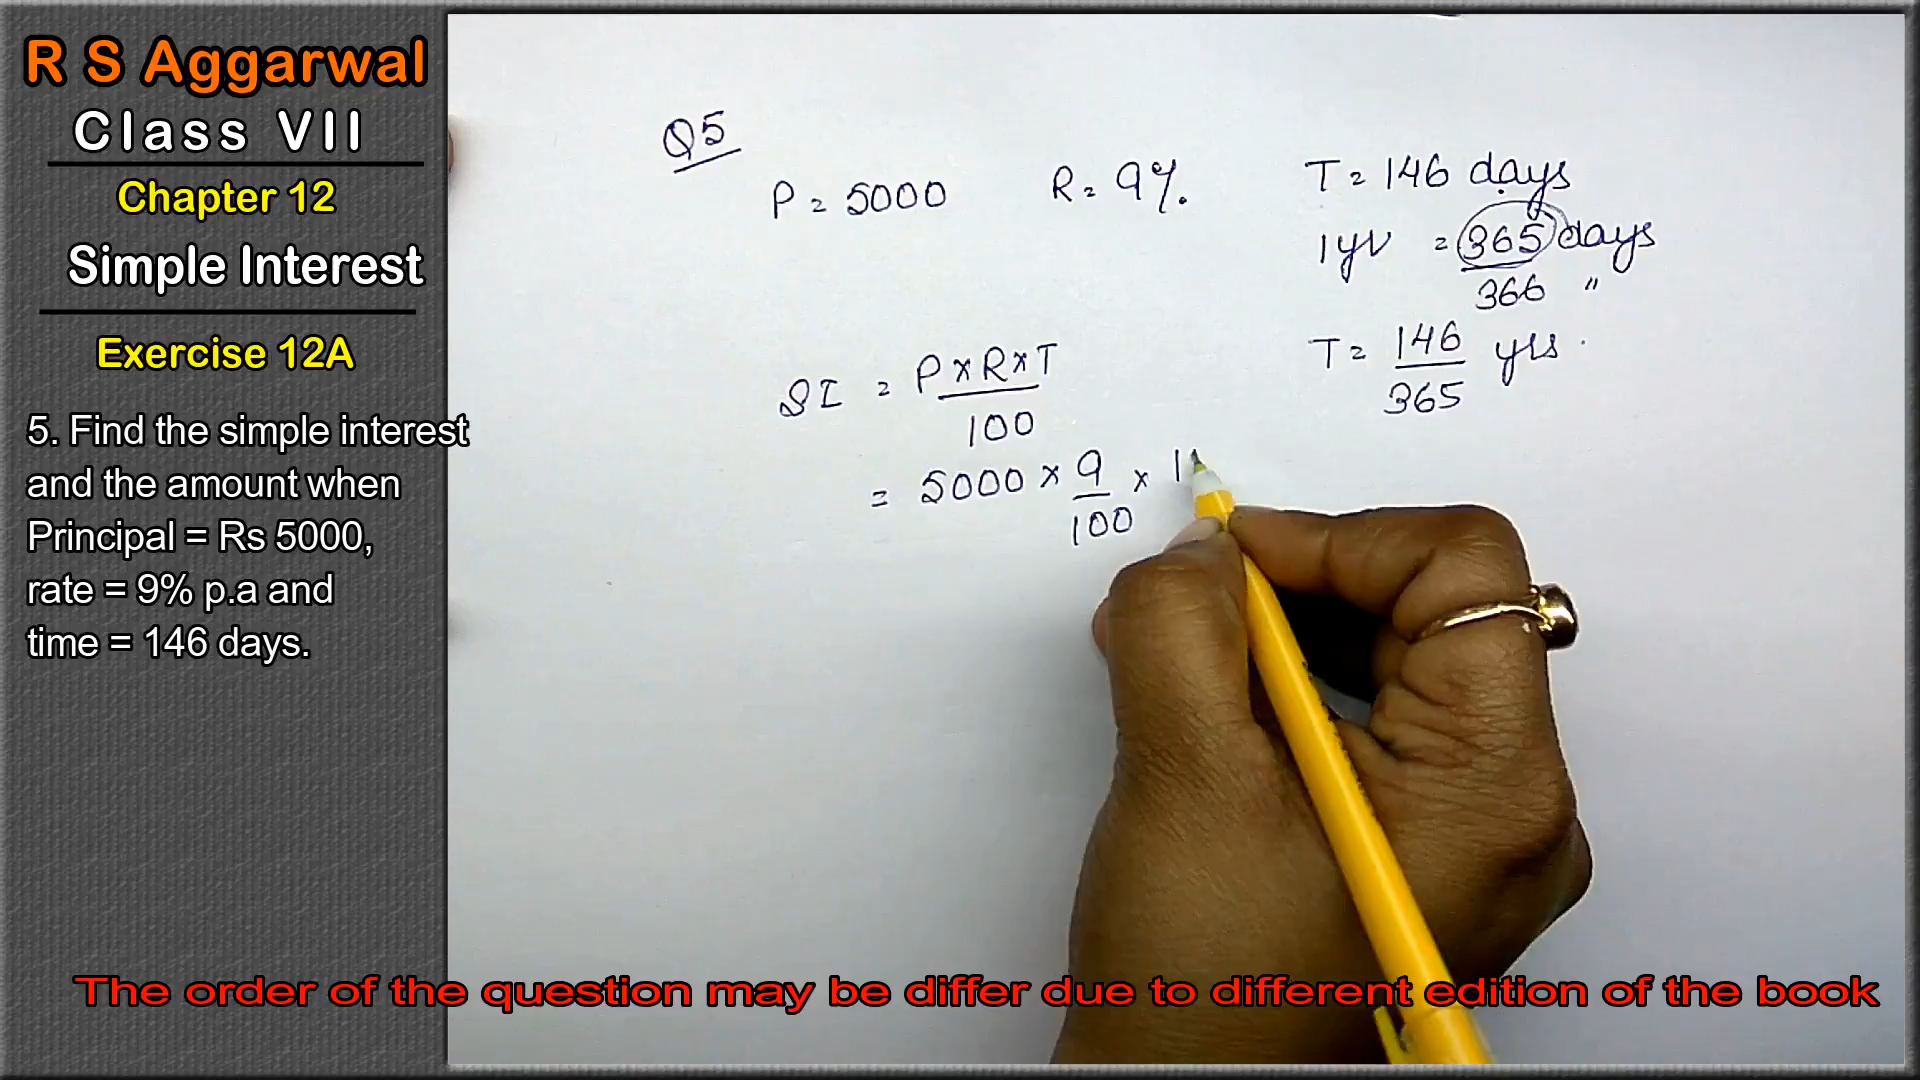 R S Aggarwal
Class VII
Chapter 12
Simple Interest
Exercise 12A
5. Find the simple interest
and the amount when
Principal = Rs 5000,
rate = 9% p.a and
time = 146 days.
Q5
P = 5000 R = 9%. T = 146 days
1 yr = 365 days
366 "
T = 146/365 yrs.
SI = P×R×T/100
= 5000 × 9/100 × 1
The order of the question may be differ due to different edition of the book